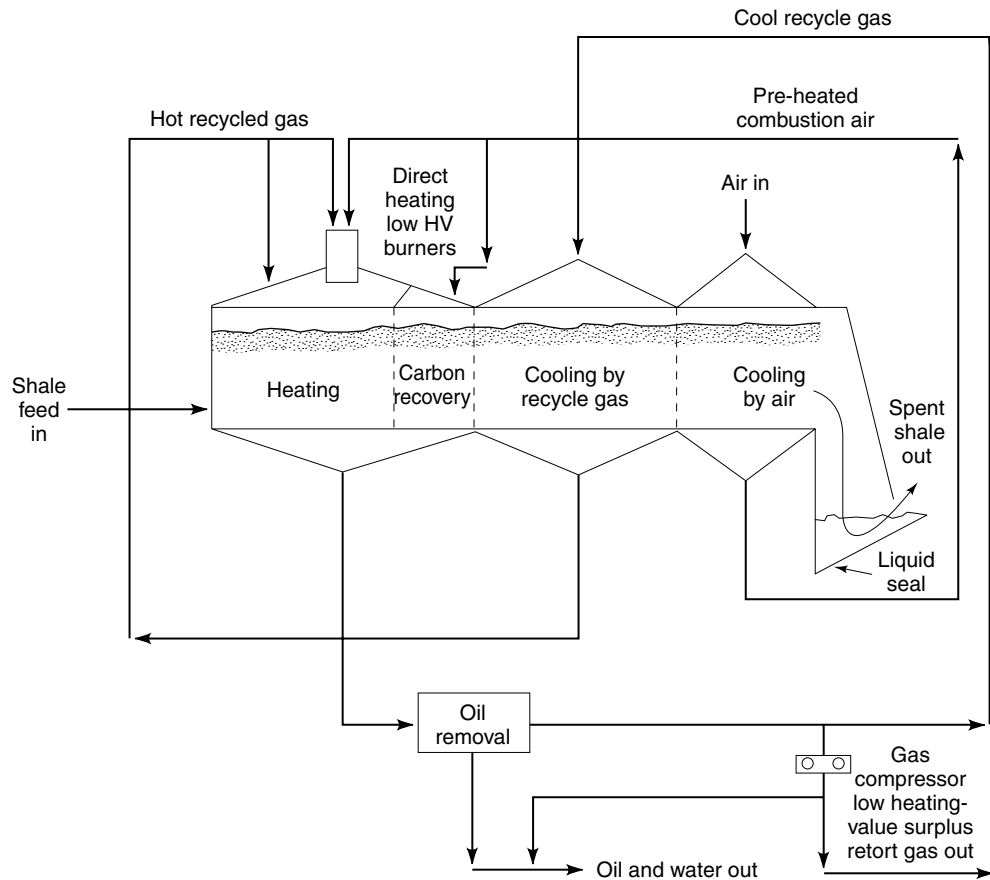 Cool recycle gas
Pre-heated
combustion air
Hot recycled gas
Direct
heating
low HV
burners
Air in
Shale
feed
in
Heating
Carbon
recovery
Cooling by
recycle gas
Cooling
by air
Spent
shale
out
Liquid
seal
Oil
removal
Gas
compressor
low heating-
value surplus
retort gas out
Oil and water out